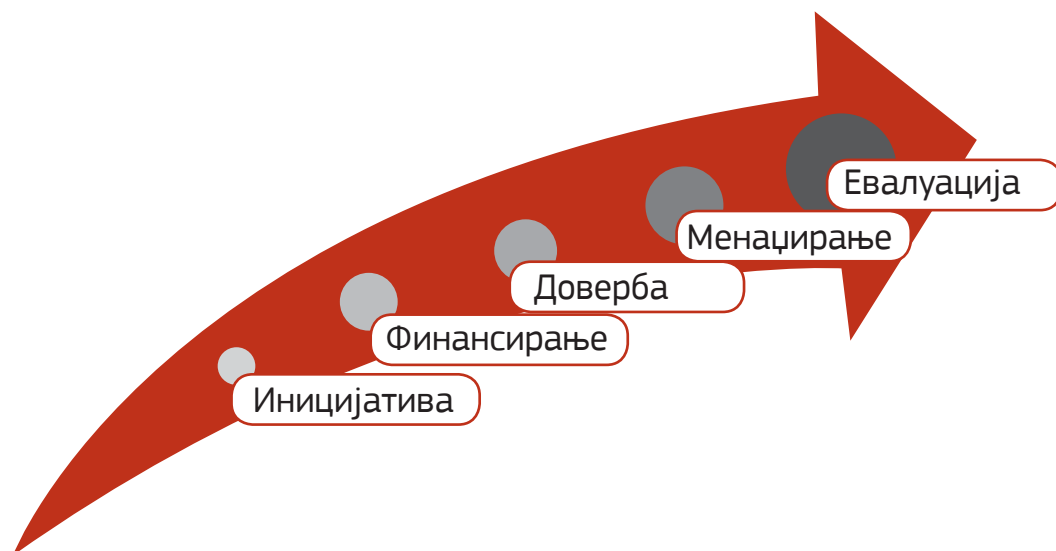 Евалуација
Менаџирање
Доверба
Финансирање
Иницијатива